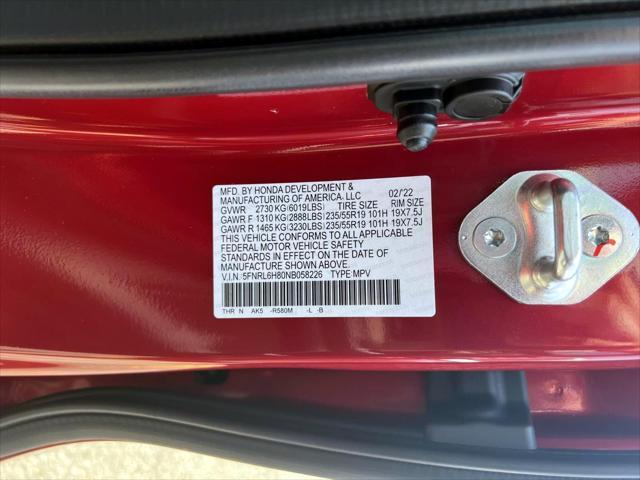 MFD. BY HONDA DEVELOPMENT &
MANUFACTURING OF AMERICA, LLC 02/'22
GVWR 2730 KG(6019LBS) TIRE SIZE RIM SIZE
GAWR F 1310 KG(2888LBS) 235/55R19 101H 19X7.5J
GAWR R 1465 KG(3230LBS) 235/55R19 101H 19X7.5J
THIS VEHICLE CONFORMS TO ALL APPLICABLE
FEDERAL MOTOR VEHICLE SAFETY
STANDARDS IN EFFECT ON THE DATE OF
MANUFACTURE SHOWN ABOVE.
V.I.N: 5FNRL6H80NB058226 TYPE: MPV
THR N AK5 -R580M -L -B